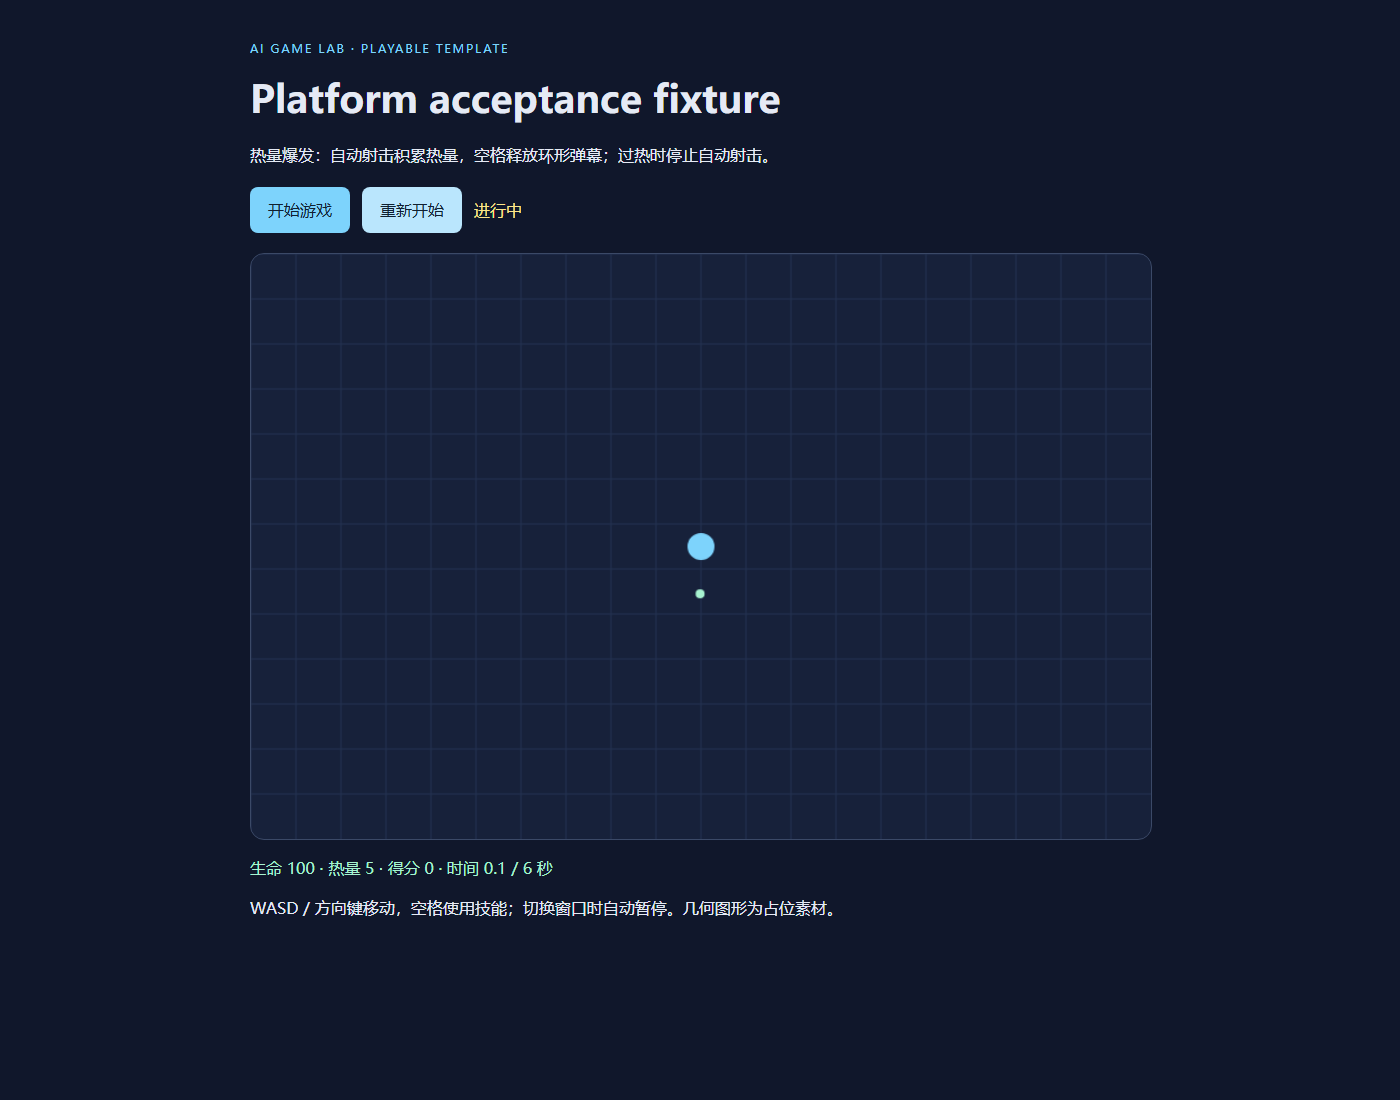 AI GAME LAB · PLAYABLE TEMPLATE
Platform acceptance fixture
热量爆发：自动射击积累热量，空格释放环形弹幕；过热时停止自动射击。
开始游戏 重新开始 进行中
生命 100 · 热量 5 · 得分 0 · 时间 0.1 / 6 秒
WASD / 方向键移动，空格使用技能；切换窗口时自动暂停。几何图形为占位素材。